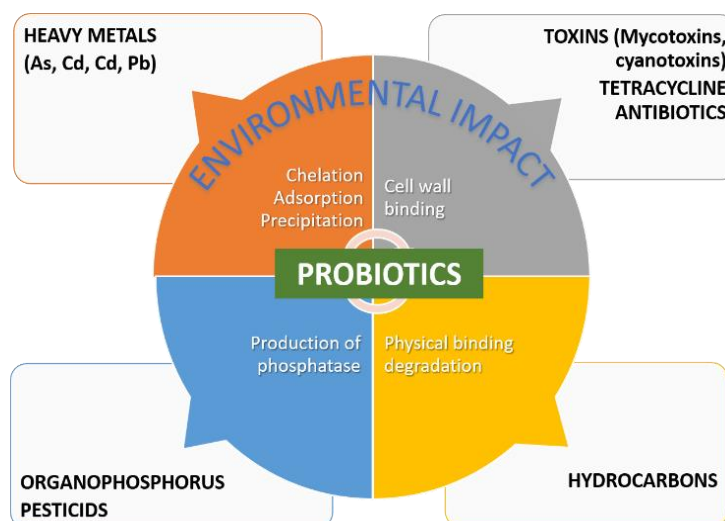 HEAVY METALS
(As, Cd, Cd, Pb)
TOXINS (Mycotoxins,
cyanotoxins)
TETRACYCLINE
ANTIBIOTICS
ENVIRONMENTAL IMPACT
Chelation
Adsorption
Precipitation
Cell wall
binding
PROBIOTICS
Production of
phosphatase
Physical binding
degradation
ORGANOPHOSPHORUS
PESTICIDS
HYDROCARBONS